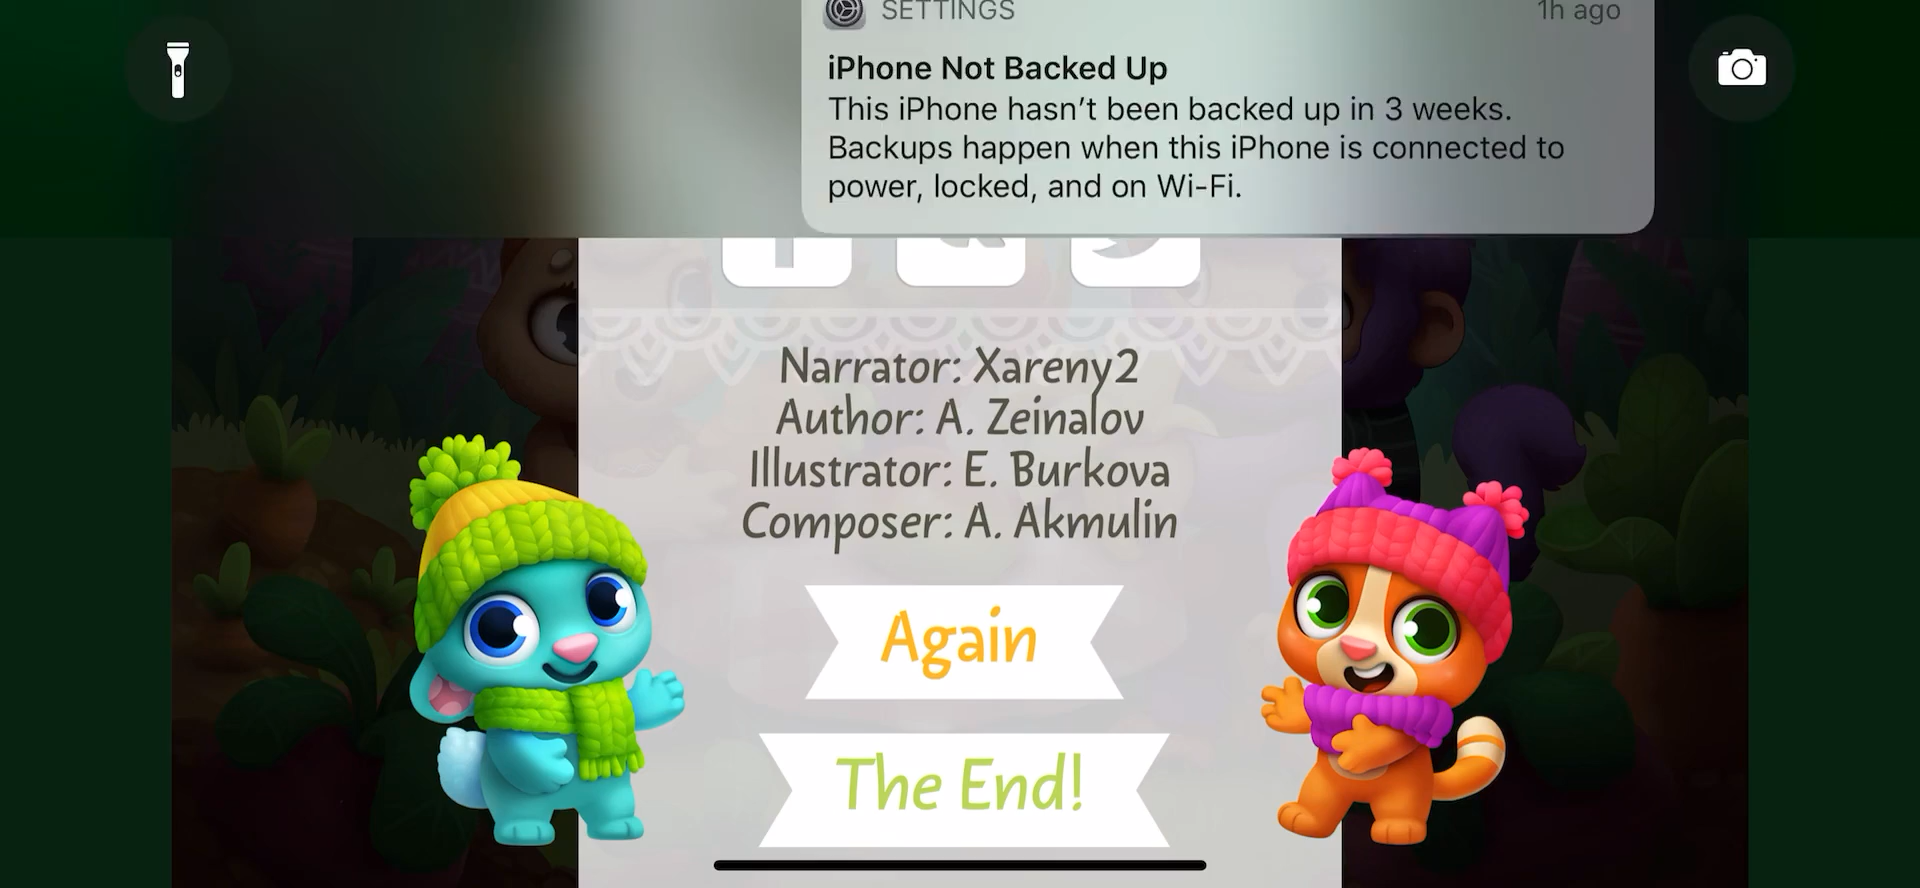 SETTINGS 1h ago
iPhone Not Backed Up
This iPhone hasn’t been backed up in 3 weeks.
Backups happen when this iPhone is connected to
power, locked, and on Wi-Fi.
Narrator: Xareny2
Author: A. Zeinalov
Illustrator: E. Burkova
Composer: A. Akmulin
Again
The End!